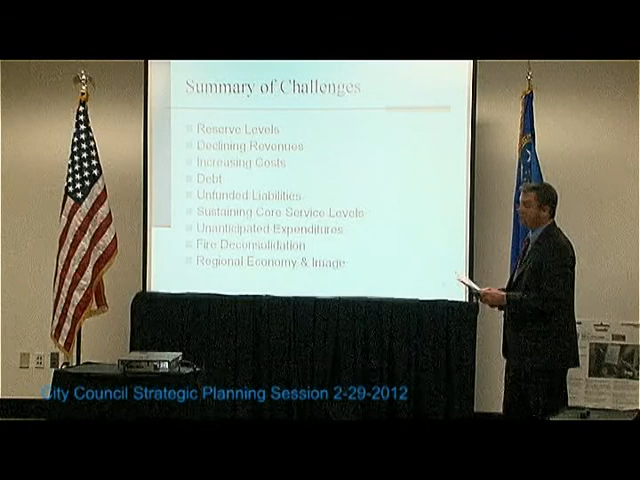 Summary of Challenges
Reserve Levels
Declining Revenues
Increasing Costs
Debt
Unfunded Liabilities
Sustaining Core Service Levels
Unanticipated Expenditures
Fire Deconsolidation
Regional Economy & Image
City Council Strategic Planning Session 2-29-2012